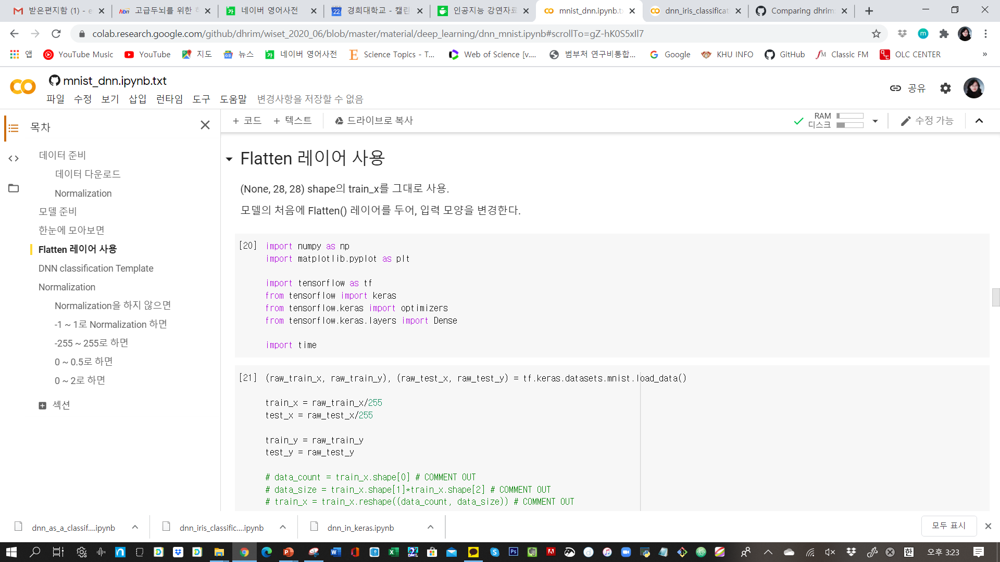 받은편지함 (1) - e
hbn 고급두뇌를 위한
네이버 영어사전
22 경희대학교 - 캘린
인공지능 강연자료
mnist_dnn.ipynb.t
dnn_iris_classificat
Comparing dhrim:
colab.research.google.com/github/dhrim/wiset_2020_06/blob/master/material/deep_learning/dnn_mnist.ipynb#scrollTo=gZ-hK0S5xIl7
앱
YouTube Music
YouTube
지도
뉴스
네이버 영어사전
Science Topics - T...
Web of Science [v....
범부처 연구비통합...
Google
KHU INFO
GitHub
Classic FM
OLC CENTER
»
mnist_dnn.ipynb.txt
파일 수정 보기 삽입 런타임 도구 도움말 변경사항을 저장할 수 없음
공유
목차
+ 코드 + 텍스트 드라이브로 복사
RAM
디스크
수정 가능
데이터 준비
데이터 다운로드
Normalization
모델 준비
한눈에 모아보면
Flatten 레이어 사용
DNN classification Template
Normalization
Normalization을 하지 않으면
-1 ~ 1로 Normalization 하면
-255 ~ 255로 하면
0 ~ 0.5로 하면
0 ~ 2로 하면
섹션
Flatten 레이어 사용
(None, 28, 28) shape의 train_x를 그대로 사용.
모델의 처음에 Flatten() 레이어를 두어, 입력 모양을 변경한다.
[20] import numpy as np
import matplotlib.pyplot as plt
import tensorflow as tf
from tensorflow import keras
from tensorflow.keras import optimizers
from tensorflow.keras.layers import Dense
import time
[21] (raw_train_x, raw_train_y), (raw_test_x, raw_test_y) = tf.keras.datasets.mnist.load_data()
train_x = raw_train_x/255
test_x = raw_test_x/255
train_y = raw_train_y
test_y = raw_test_y
# data_count = train_x.shape[0] # COMMENT OUT
# data_size = train_x.shape[1]*train_x.shape[2] # COMMENT OUT
# train_x = train_x.reshape((data_count, data_size)) # COMMENT OUT
dnn_as_a_classif....ipynb
dnn_iris_classific....ipynb
dnn_in_keras.ipynb
모두 표시
한
오후 3:23